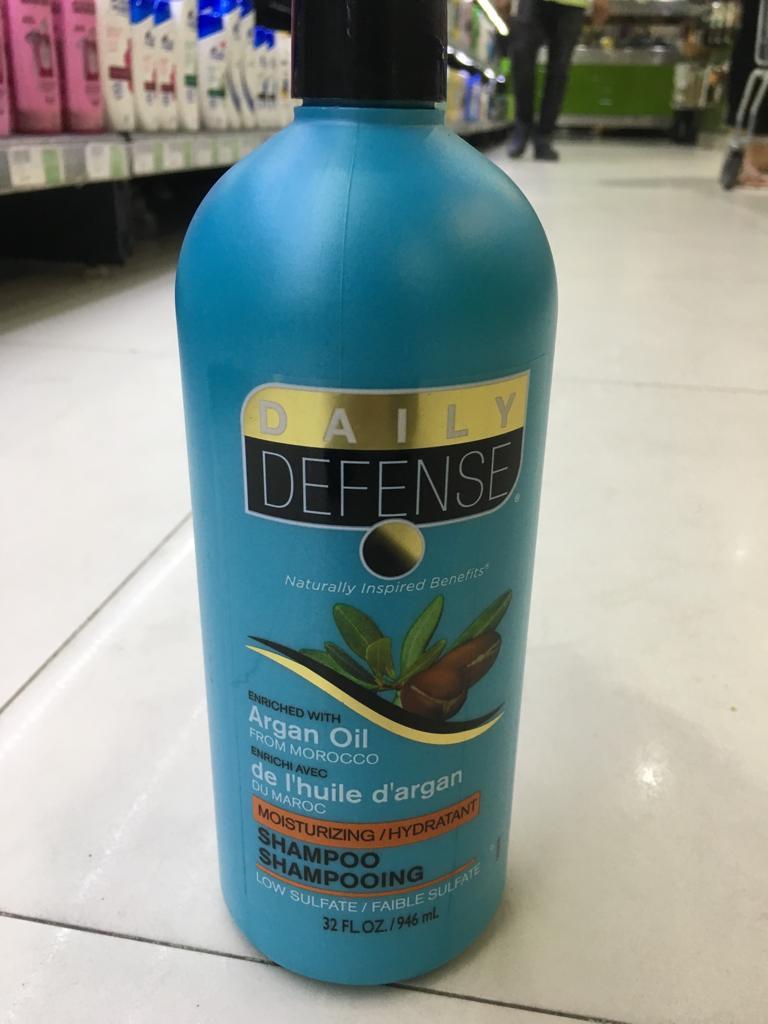 DAILY
DEFENSE®
Naturally Inspired Benefits®
ENRICHED WITH
Argan Oil
FROM MOROCCO
ENRICHI AVEC
de l'huile d'argan
DU MAROC
MOISTURIZING / HYDRATANT
SHAMPOO
SHAMPOOING
LOW SULFATE / FAIBLE SULFATE
32 FL. OZ. / 946 mL